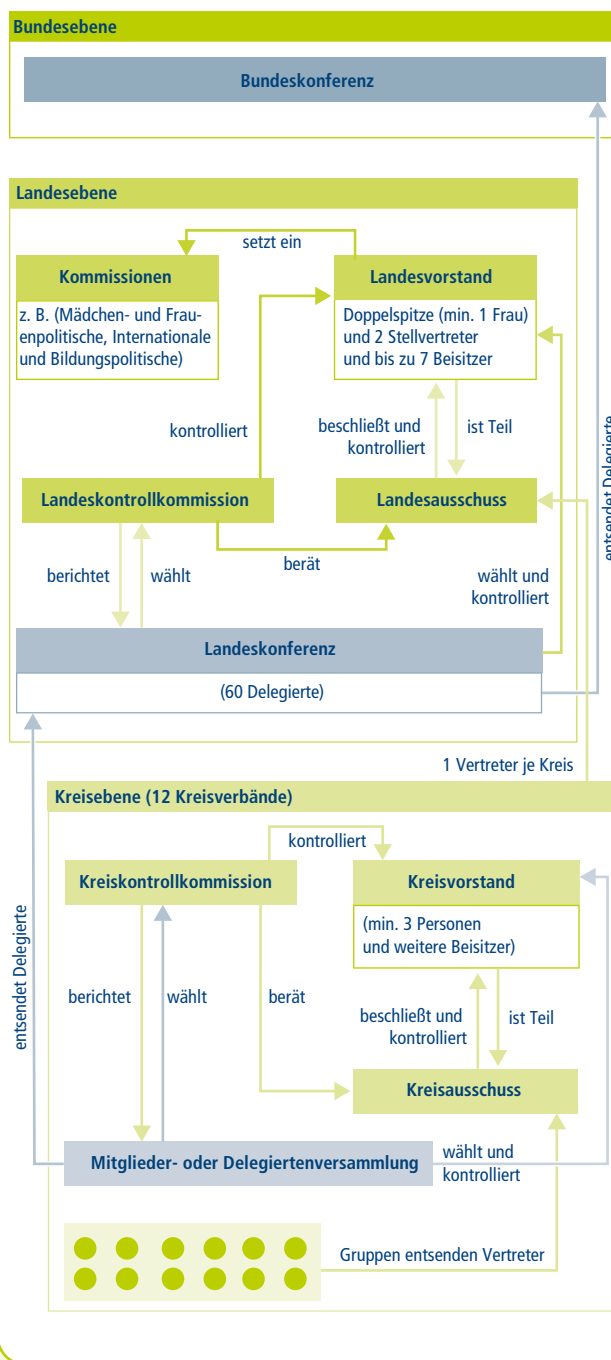 Bundesebene
Bundeskonferenz
Landesebene
setzt ein
Kommissionen
z. B. (Mädchen- und Frau-
enpolitische, Internationale
und Bildungspolitische)
Landesvorstand
Doppelspitze (min. 1 Frau)
und 2 Stellvertreter
und bis zu 7 Beisitzer
kontrolliert
beschließt und
kontrolliert
ist Teil
entsendet Delegierte
Landeskontrollkommission
Landesausschuss
berichtet
wählt
berät
wählt und
kontrolliert
Landeskonferenz
(60 Delegierte)
1 Vertreter je Kreis
Kreisebene (12 Kreisverbände)
kontrolliert
Kreiskontrollkommission
Kreisvorstand
(min. 3 Personen
und weitere Beisitzer)
entsendet Delegierte
berichtet
wählt
berät
beschließt und
kontrolliert
ist Teil
Kreisausschuss
Mitglieder- oder Delegiertenversammlung
wählt und
kontrolliert
Gruppen entsenden Vertreter